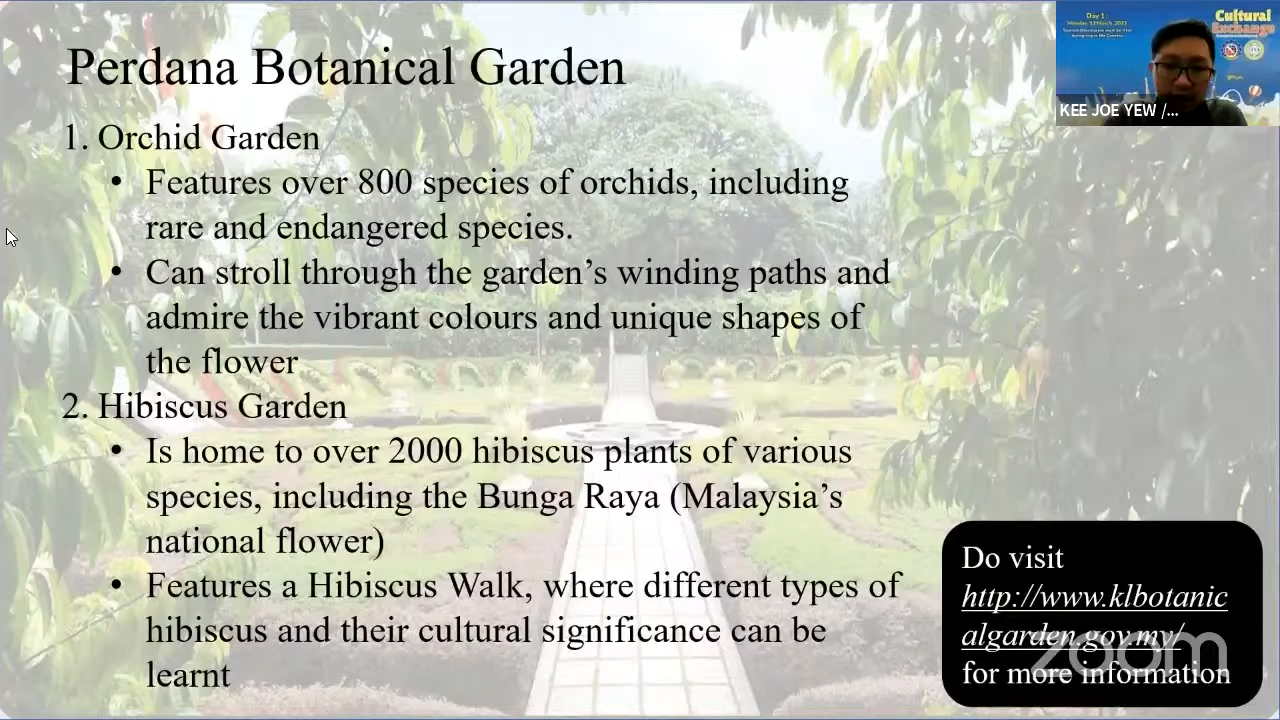 Perdana Botanical Garden
1. Orchid Garden
• Features over 800 species of orchids, including
rare and endangered species.
• Can stroll through the garden’s winding paths and
admire the vibrant colours and unique shapes of
the flower
2. Hibiscus Garden
• Is home to over 2000 hibiscus plants of various
species, including the Bunga Raya (Malaysia’s
national flower)
• Features a Hibiscus Walk, where different types of
hibiscus and their cultural significance can be
learnt
Day 1:
Monday, 13 March, 2023
Cultural
Exchange
KEE JOE YEW /...
Do visit
http://www.klbotanic
algarden.gov.my/
for more information
zoom